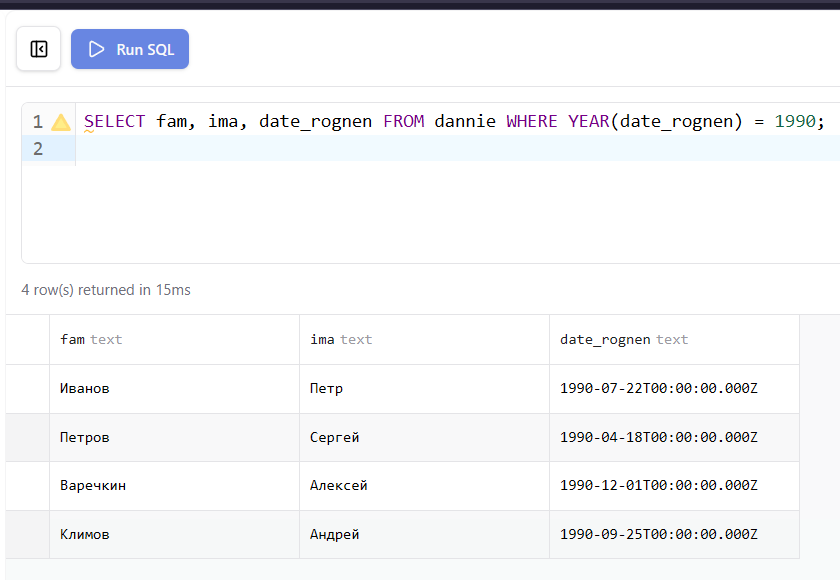 Run SQL
1 SELECT fam, ima, date_rognen FROM dannie WHERE YEAR(date_rognen) = 1990;
2
4 row(s) returned in 15ms
fam text ima text date_rognen text
Иванов Петр 1990-07-22T00:00:00.000Z
Петров Сергей 1990-04-18T00:00:00.000Z
Варечкин Алексей 1990-12-01T00:00:00.000Z
Климов Андрей 1990-09-25T00:00:00.000Z